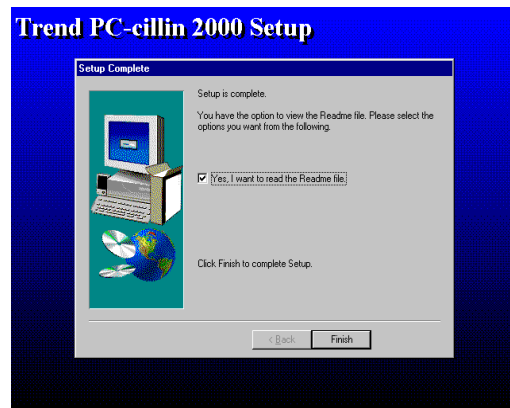 Trend PC-cillin 2000 Setup
Setup Complete
Setup is complete.
You have the option to view the Readme file. Please select the
options you want from the following.
Yes, I want to read the Readme file.
Click Finish to complete Setup.
< Back
Finish